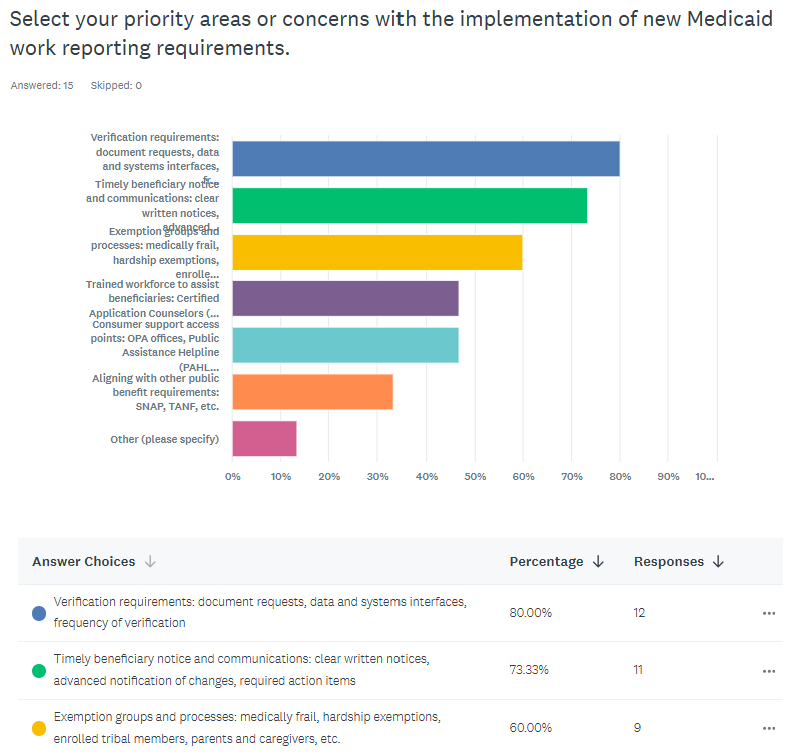 Select your priority areas or concerns with the implementation of new Medicaid
work reporting requirements.
Answered: 15 Skipped: 0
Verification requirements:
document requests, data
and systems interfaces,
fr...
Timely beneficiary notice
and communications: clear
written notices,
advanced...
Exemption groups and
processes: medically frail,
hardship exemptions,
enrolle...
Trained workforce to assist
beneficiaries: Certified
Application Counselors (...
Consumer support access
points: OPA offices, Public
Assistance Helpline
(PAHL...
Aligning with other public
benefit requirements:
SNAP, TANF, etc.
Other (please specify)
0% 10% 20% 30% 40% 50% 60% 70% 80% 90% 10...
Answer Choices Percentage Responses
Verification requirements: document requests, data and systems interfaces,
frequency of verification
80.00% 12
Timely beneficiary notice and communications: clear written notices,
advanced notification of changes, required action items
73.33% 11
Exemption groups and processes: medically frail, hardship exemptions,
enrolled tribal members, parents and caregivers, etc.
60.00% 9